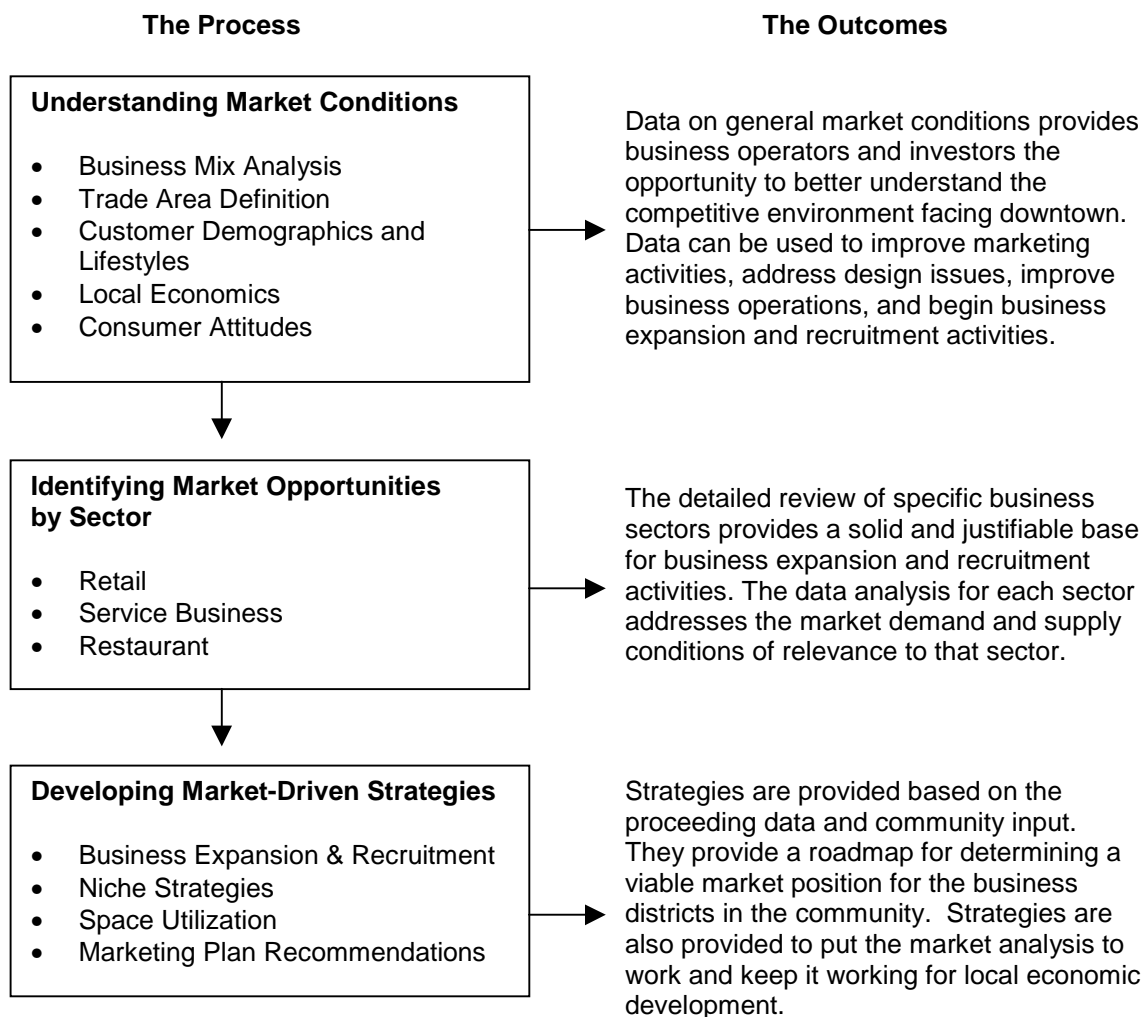 The Process
The Outcomes
Understanding Market Conditions
• Business Mix Analysis
• Trade Area Definition
• Customer Demographics and
Lifestyles
• Local Economics
• Consumer Attitudes
Data on general market conditions provides
business operators and investors the
opportunity to better understand the
competitive environment facing downtown.
Data can be used to improve marketing
activities, address design issues, improve
business operations, and begin business
expansion and recruitment activities.
Identifying Market Opportunities
by Sector
• Retail
• Service Business
• Restaurant
The detailed review of specific business
sectors provides a solid and justifiable base
for business expansion and recruitment
activities. The data analysis for each sector
addresses the market demand and supply
conditions of relevance to that sector.
Developing Market-Driven Strategies
• Business Expansion & Recruitment
• Niche Strategies
• Space Utilization
• Marketing Plan Recommendations
Strategies are provided based on the
proceeding data and community input.
They provide a roadmap for determining a
viable market position for the business
districts in the community.  Strategies are
also provided to put the market analysis to
work and keep it working for local economic
development.